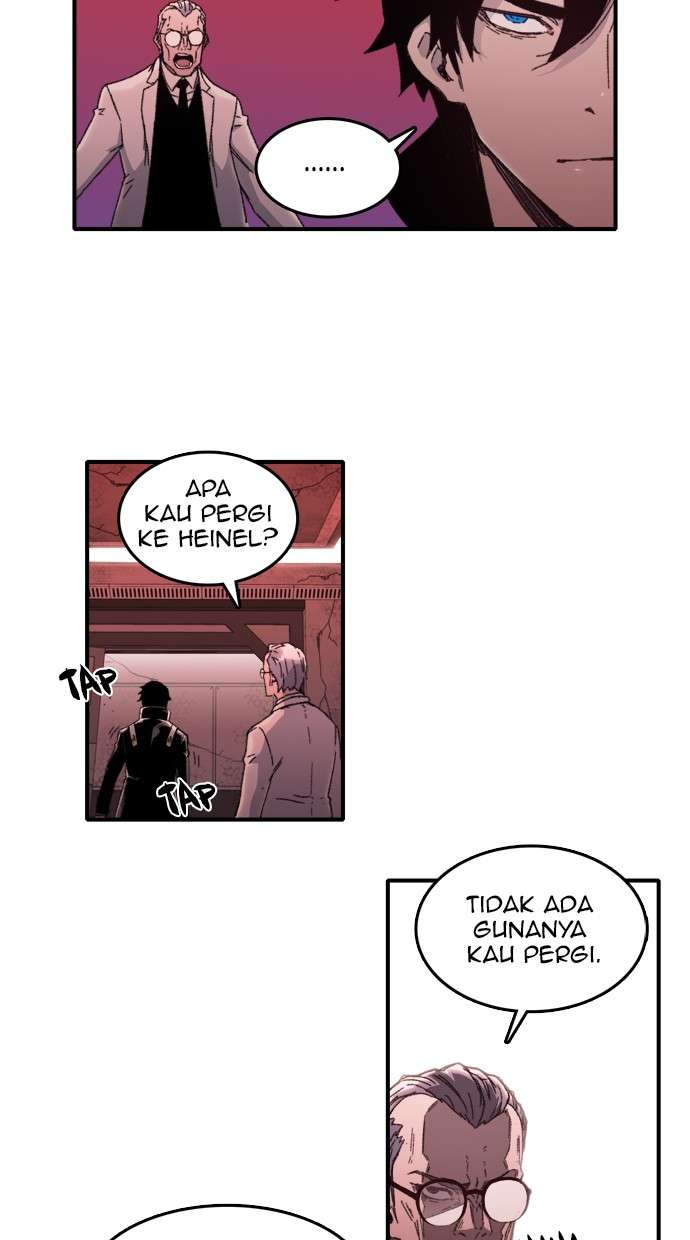 ......
APA
KAU PERGI
KE HEINEL?
TAP
TAP
TIDAK ADA
GUNANYA
KAU PERGI.